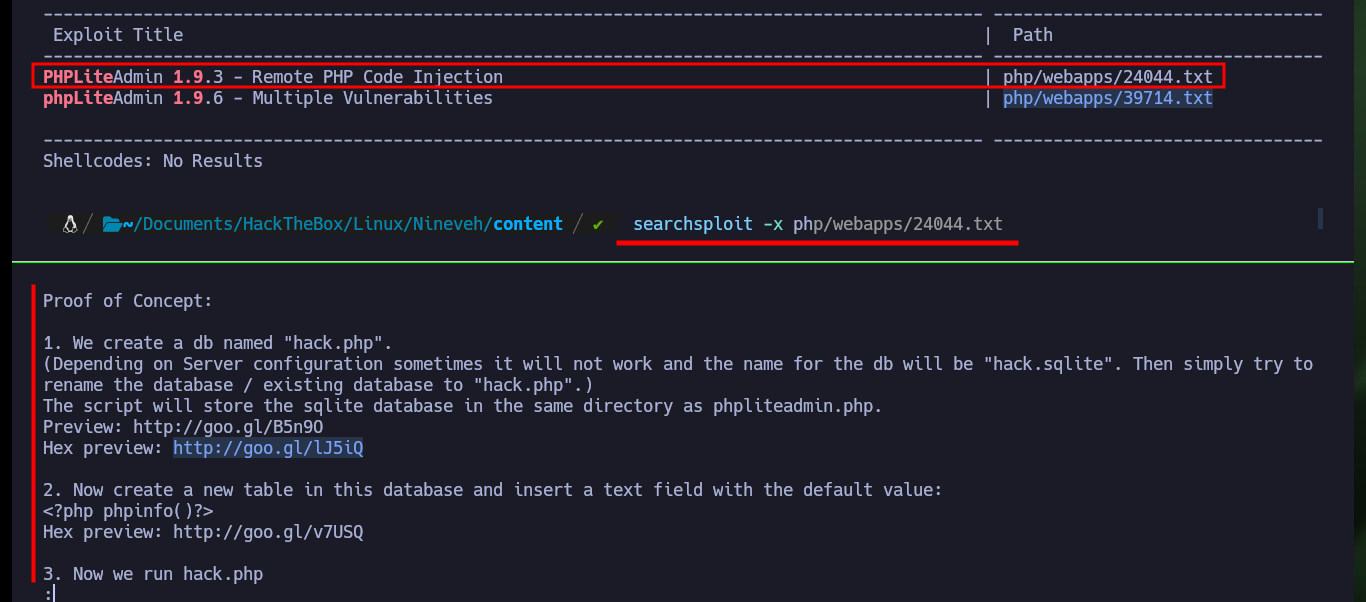 ------------------------------------------------------------------------------------------- ---------------------------------
Exploit Title | Path
------------------------------------------------------------------------------------------- ---------------------------------
PHPLiteAdmin 1.9.3 - Remote PHP Code Injection | php/webapps/24044.txt
phpLiteAdmin 1.9.6 - Multiple Vulnerabilities | php/webapps/39714.txt
------------------------------------------------------------------------------------------- ---------------------------------
Shellcodes: No Results
/ ~/Documents/HackTheBox/Linux/Nineveh/content / ✔ searchsploit -x php/webapps/24044.txt
Proof of Concept:
1. We create a db named "hack.php".
(Depending on Server configuration sometimes it will not work and the name for the db will be "hack.sqlite". Then simply try to
rename the database / existing database to "hack.php".)
The script will store the sqlite database in the same directory as phpliteadmin.php.
Preview: http://goo.gl/B5n9O
Hex preview: http://goo.gl/lJ5iQ
2. Now create a new table in this database and insert a text field with the default value:
<?php phpinfo()?>
Hex preview: http://goo.gl/v7USQ
3. Now we run hack.php
: